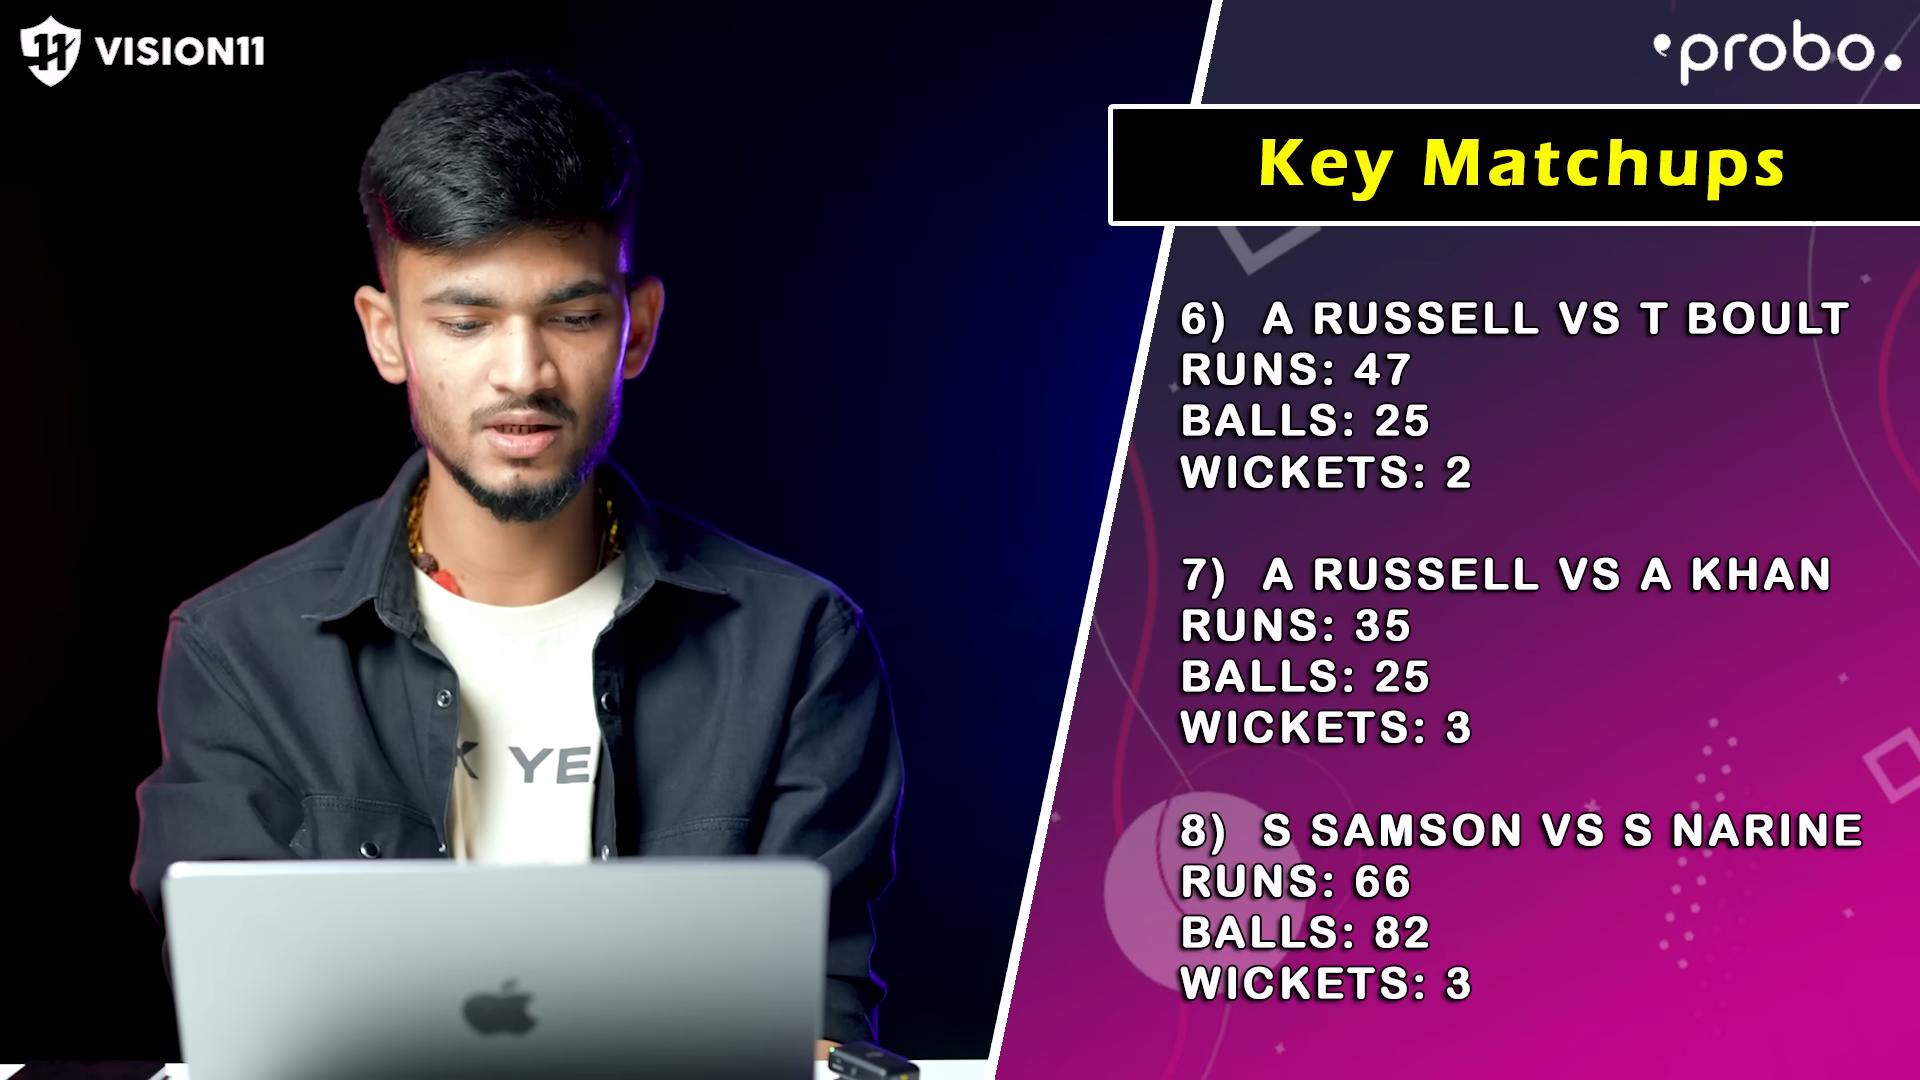 VISION11
probo.
Key Matchups
6) A RUSSELL VS T BOULT
RUNS: 47
BALLS: 25
WICKETS: 2
7) A RUSSELL VS A KHAN
RUNS: 35
BALLS: 25
WICKETS: 3
8) S SAMSON VS S NARINE
RUNS: 66
BALLS: 82
WICKETS: 3
K YE